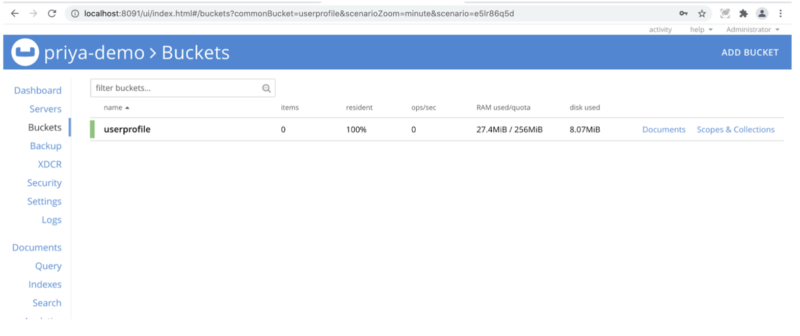 localhost:8091/ui/index.html#/buckets?commonBucket=userprofile&scenarioZoom=minute&scenario=e5lr86q5d
activity help Administrator
priya-demo > Buckets ADD BUCKET
Dashboard
Servers
Buckets
Backup
XDCR
Security
Settings
Logs
Documents
Query
Indexes
Search
filter buckets...
name items resident ops/sec RAM used/quota disk used
userprofile 0 100% 0 27.4MiB / 256MiB 8.07MiB Documents Scopes & Collections